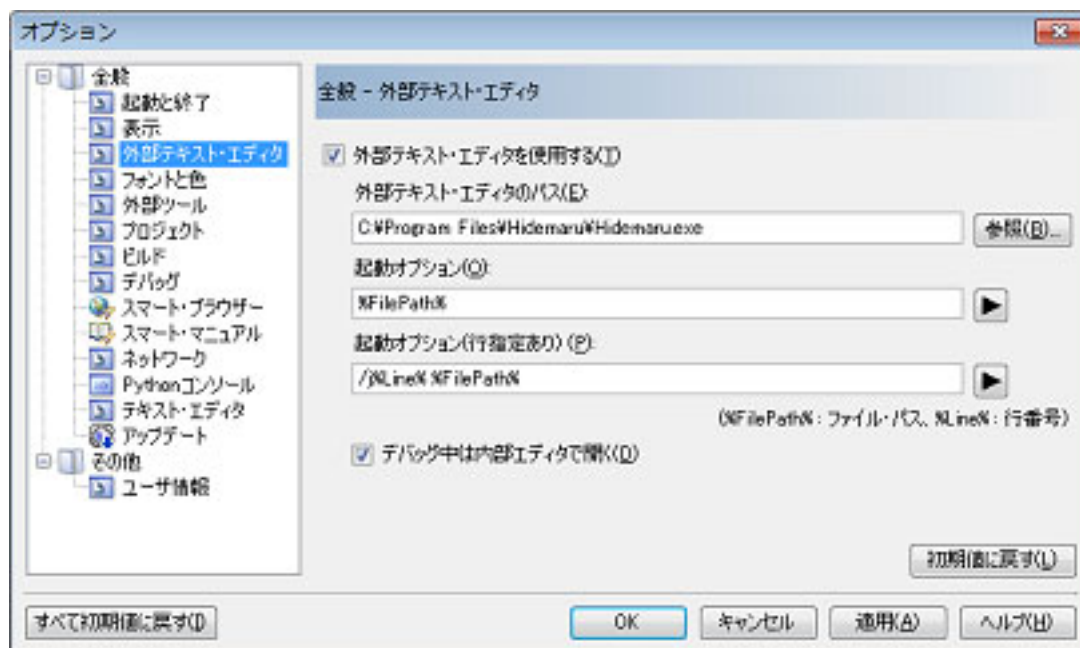 オプション
全般
起動と終了
表示
外部テキスト・エディタ
フォントと色
外部ツール
プロジェクト
ビルド
デバッグ
スマート・ブラウザー
スマート・マニュアル
ネットワーク
Pythonコンソール
テキスト・エディタ
アップデート
その他
ユーザ情報
全般 - 外部テキスト・エディタ
外部テキスト・エディタを使用する(T)
外部テキスト・エディタのパス(E):
C:¥Program Files¥Hidemaru¥Hidemaru.exe
参照(B)...
起動オプション(O):
%FilePath%
起動オプション(行指定あり) (P):
/j%Line% %FilePath%
(%FilePath% : ファイル・パス、%Line% : 行番号)
デバッグ中は内部エディタで開く(D)
初期値に戻す(L)
すべて初期値に戻す(I)
OK
キャンセル
適用(A)
ヘルプ(H)